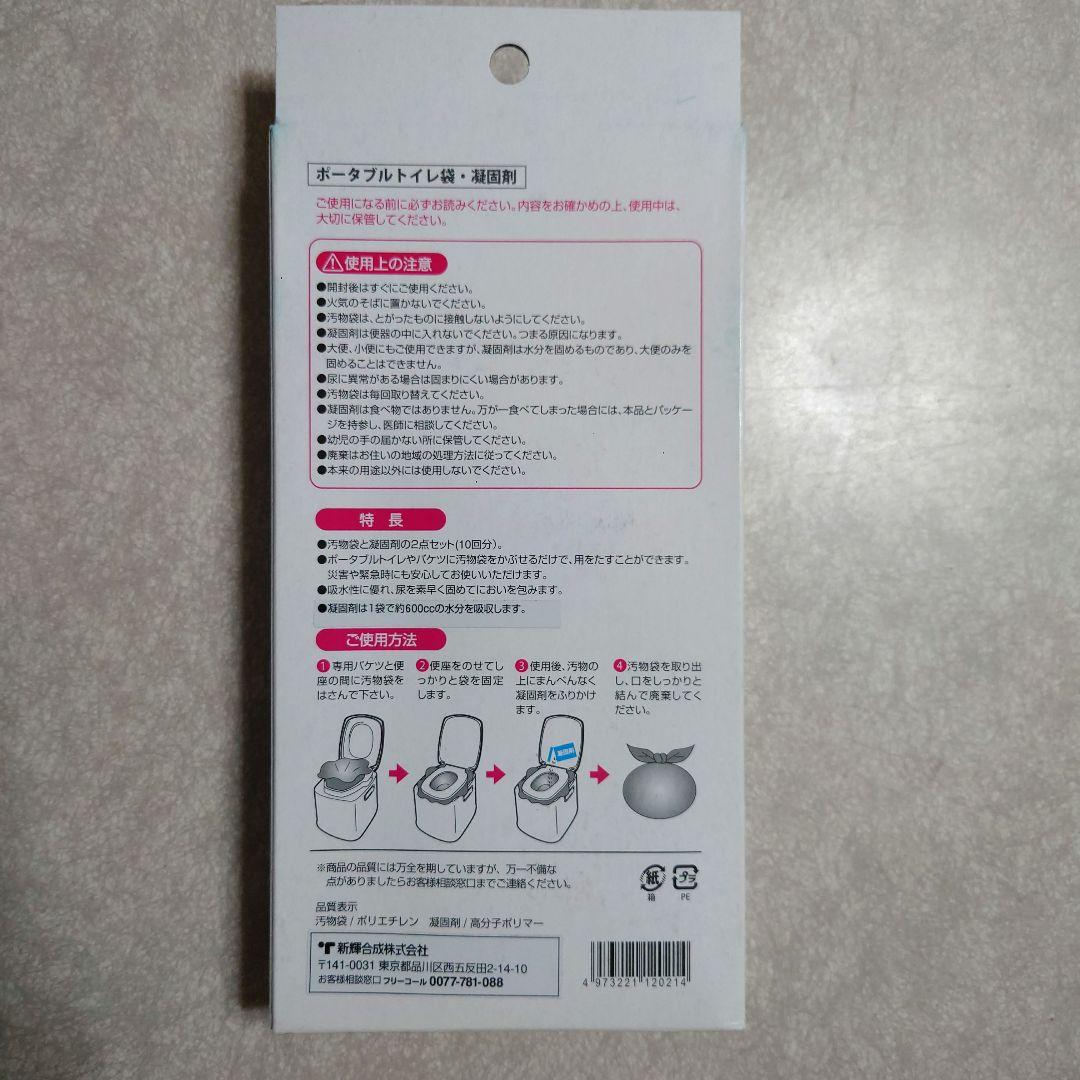 ポータブルトイレ袋・凝固剤
ご使用になる前に必ずお読みください。内容をお確かめの上、使用中は、
大切に保管してください。
使用上の注意
●開封後はすぐにご使用ください。
●火気のそばに置かないでください。
●汚物袋は、とがったものに接触しないようにしてください。
●凝固剤は便器の中に入れないでください。つまる原因になります。
●大便、小便にもご使用できますが、凝固剤は水分を固めるものであり、大便のみを
固めることはできません。
●尿に異常がある場合は固まりにくい場合があります。
●汚物袋は毎回取り替えてください。
●凝固剤は食べ物ではありません。万が一食べてしまった場合には、本品とパッケー
ジを持参し、医師に相談してください。
●幼児の手の届かない所に保管してください。
●廃棄はお住いの地域の処理方法に従ってください。
●本来の用途以外には使用しないでください。
特長
●汚物袋と凝固剤の2点セット(10回分)。
●ポータブルトイレやバケツに汚物袋をかぶせるだけで、用をたすことができます。
災害や緊急時にも安心してお使いいただけます。
●吸水性に優れ、尿を素早く固めてにおいを包みます。
●凝固剤は1袋で約600ccの水分を吸収します。
ご使用方法
1 専用バケツと便
座の間に汚物袋を
はさんで下さい。
2 便座をのせてし
っかりと袋を固定
します。
3 使用後、汚物の
上にまんべんなく
凝固剤をふりかけ
ます。
4 汚物袋を取り出
し、口をしっかりと
結んで廃棄してく
ださい。
凝固剤
※商品の品質には万全を期していますが、万一不備な
点がありましたらお客様相談窓口までご連絡ください。
紙
箱
プラ
PE
品質表示
汚物袋/ポリエチレン 凝固剤/高分子ポリマー
新輝合成株式会社
〒141-0031 東京都品川区西五反田2-14-10
お客様相談窓口 フリーコール 0077-781-088
4 973221 120214